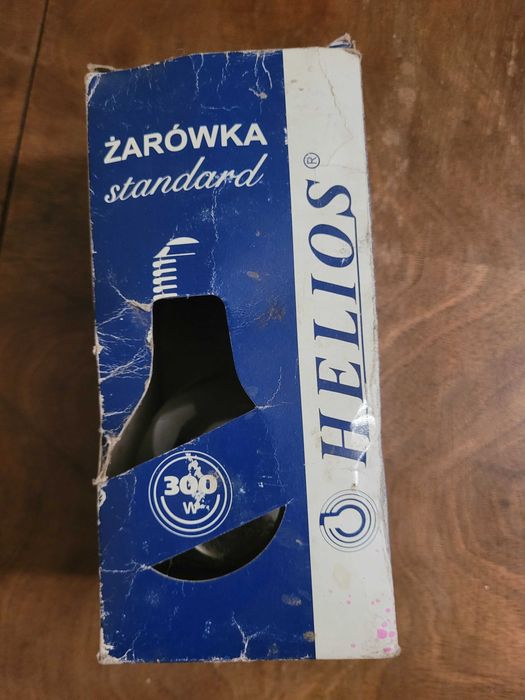 ŻARÓWKA
standard
300
W
HELIOS®